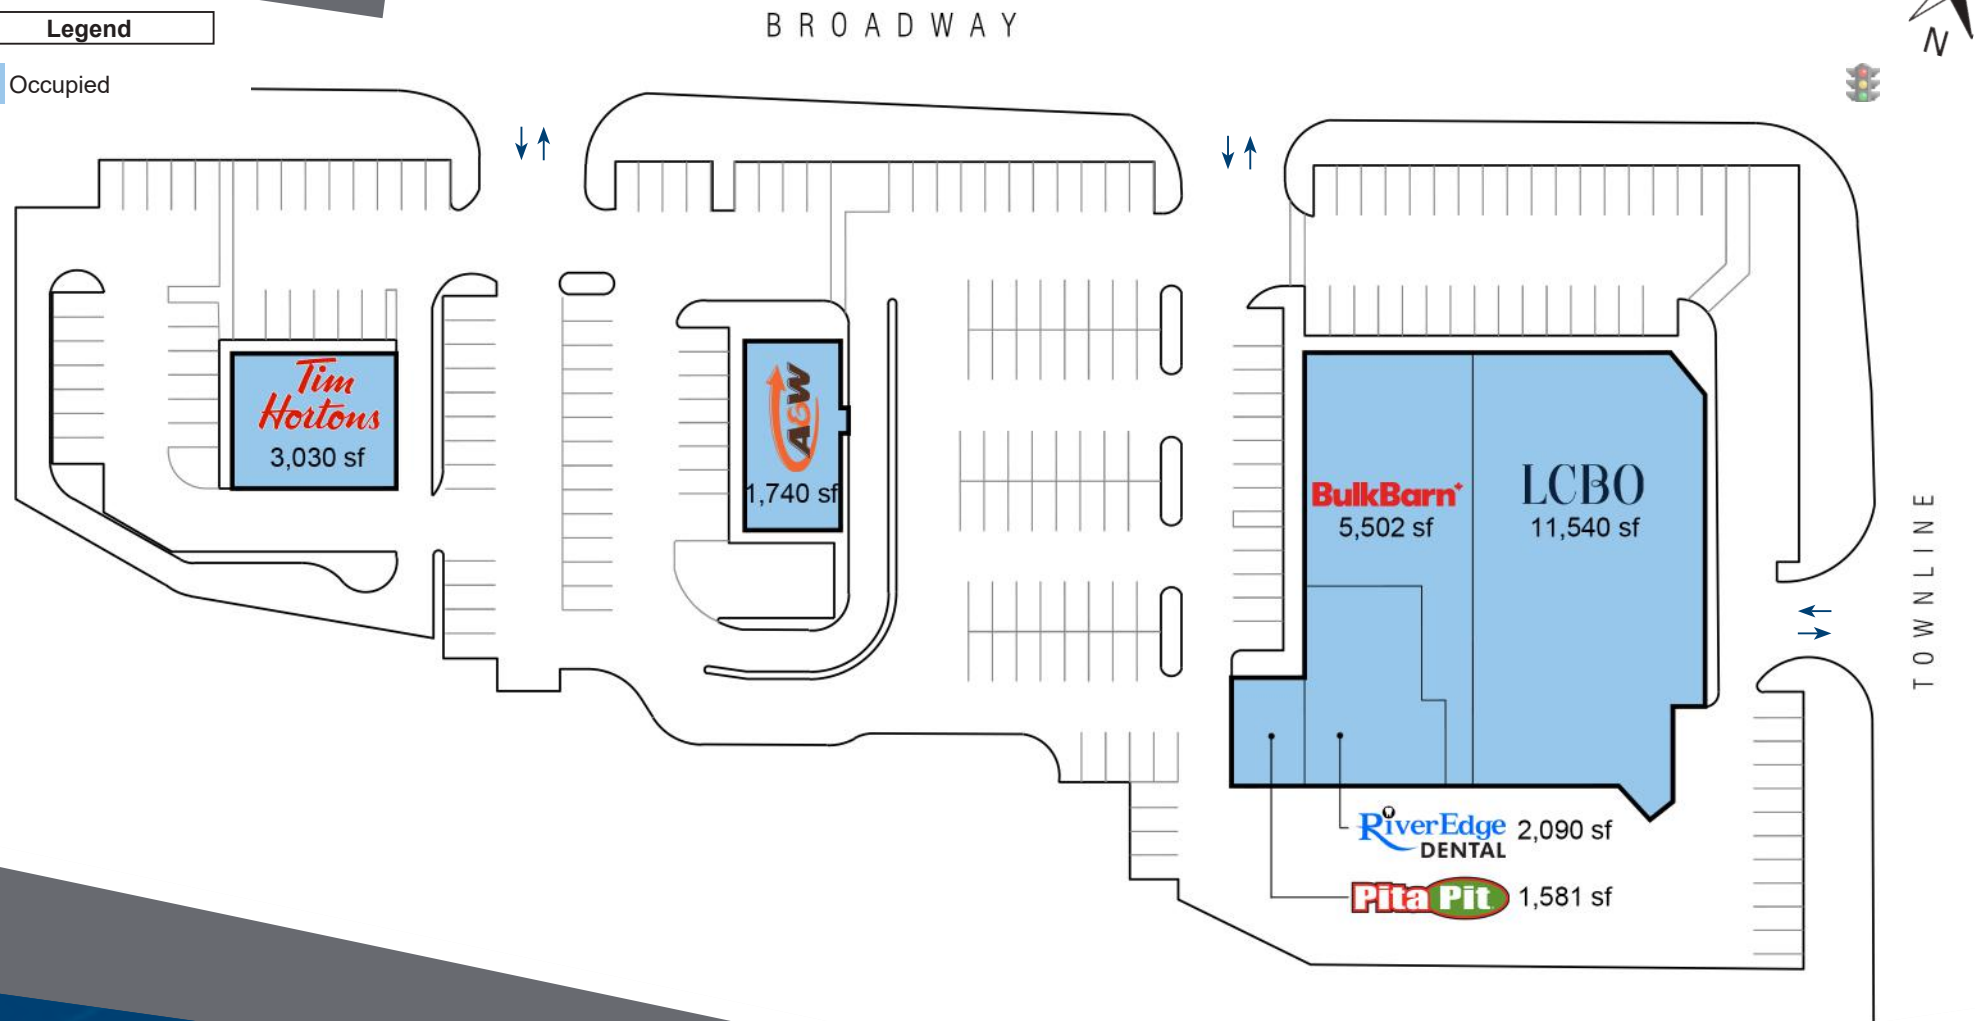 BROADWAY
Legend
N
Occupied
Tim
Hortons
3,030 sf
A&W
1,740 sf
BulkBarn
5,502 sf
LCBO
11,540 sf
TOWNLINE
RiverEdge
DENTAL
2,090 sf
Pita Pit
1,581 sf